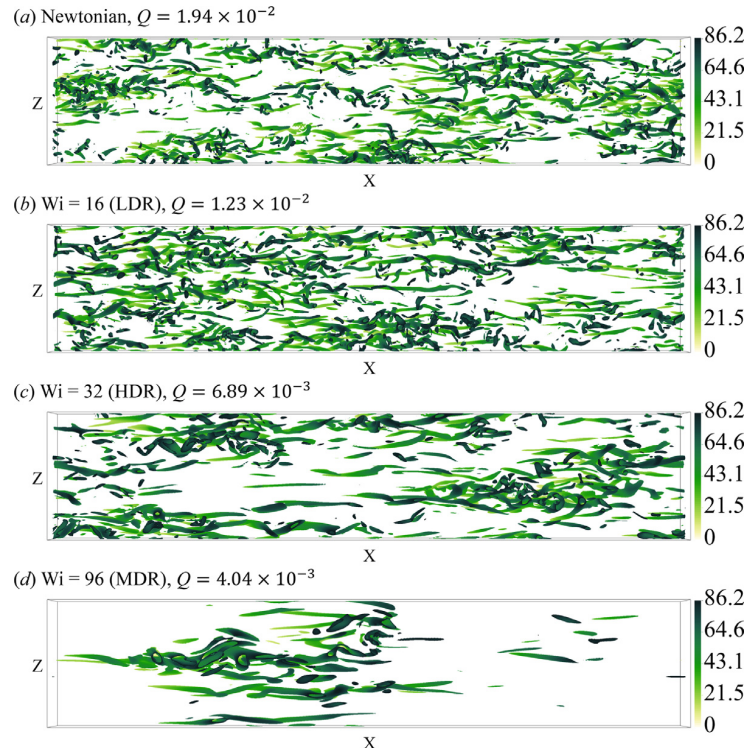 (a) Newtonian, Q = 1.94 × 10⁻²
86.2
64.6
Z
43.1
21.5
0
X
(b) Wi = 16 (LDR), Q = 1.23 × 10⁻²
86.2
64.6
Z
43.1
21.5
0
X
(c) Wi = 32 (HDR), Q = 6.89 × 10⁻³
86.2
64.6
Z
43.1
21.5
0
X
(d) Wi = 96 (MDR), Q = 4.04 × 10⁻³
86.2
64.6
Z
43.1
21.5
0
X